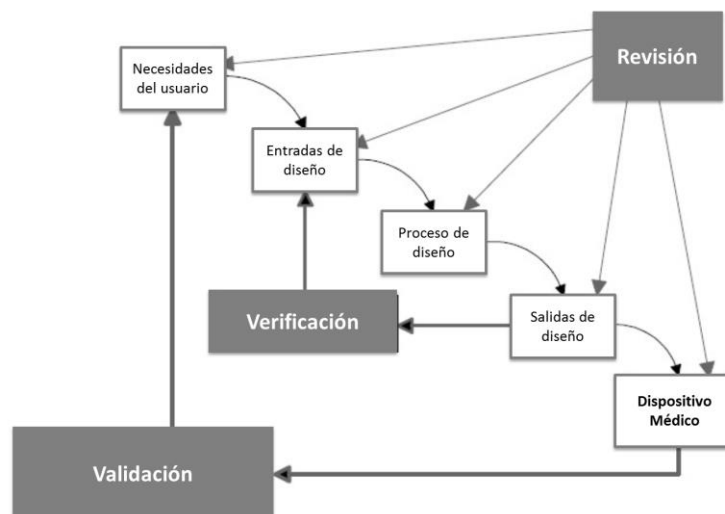 Revisión
Necesidades
del usuario
Entradas de
diseño
Proceso de
diseño
Verificación
Salidas de
diseño
Dispositivo
Médico
Validación